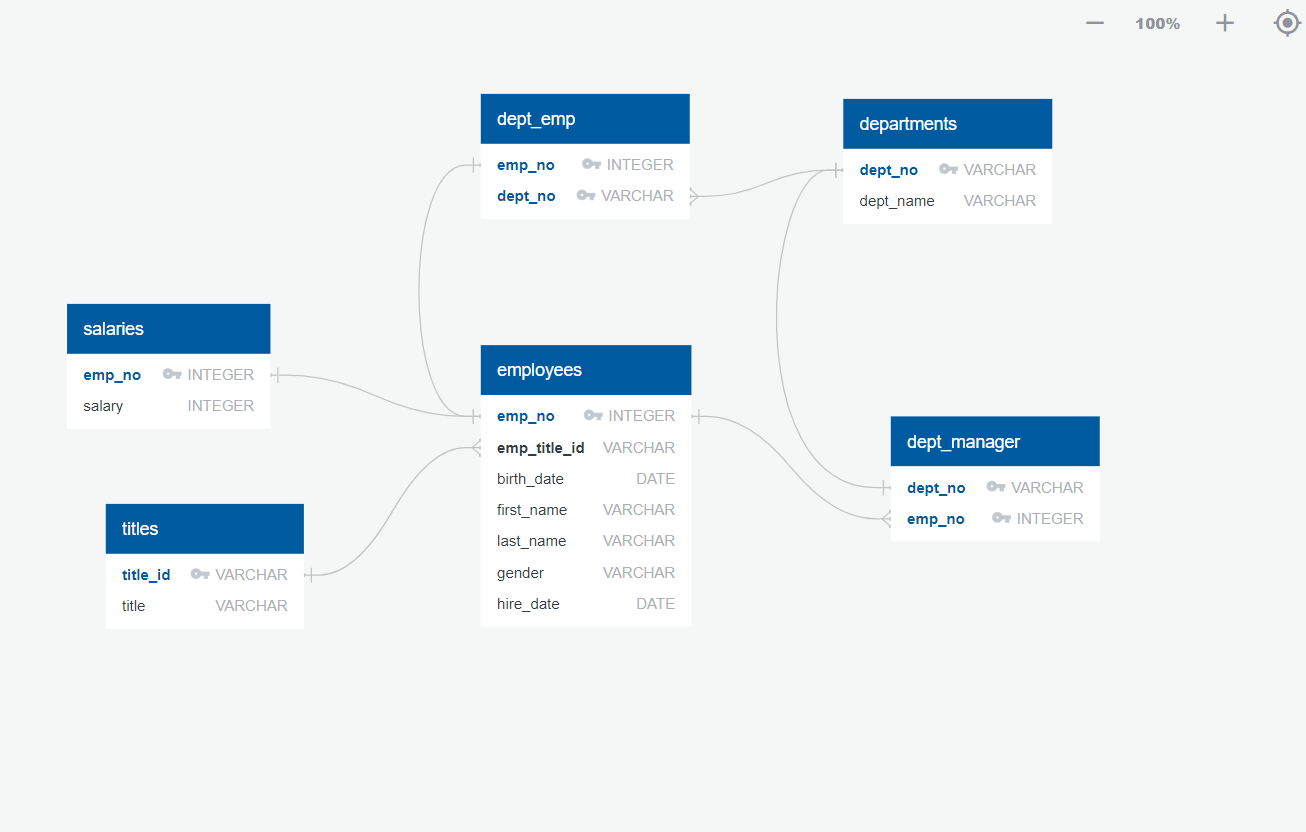 100%
dept_emp
emp_no INTEGER
dept_no VARCHAR
departments
dept_no VARCHAR
dept_name VARCHAR
salaries
emp_no INTEGER
salary INTEGER
employees
emp_no INTEGER
emp_title_id VARCHAR
birth_date DATE
first_name VARCHAR
last_name VARCHAR
gender VARCHAR
hire_date DATE
dept_manager
dept_no VARCHAR
emp_no INTEGER
titles
title_id VARCHAR
title VARCHAR